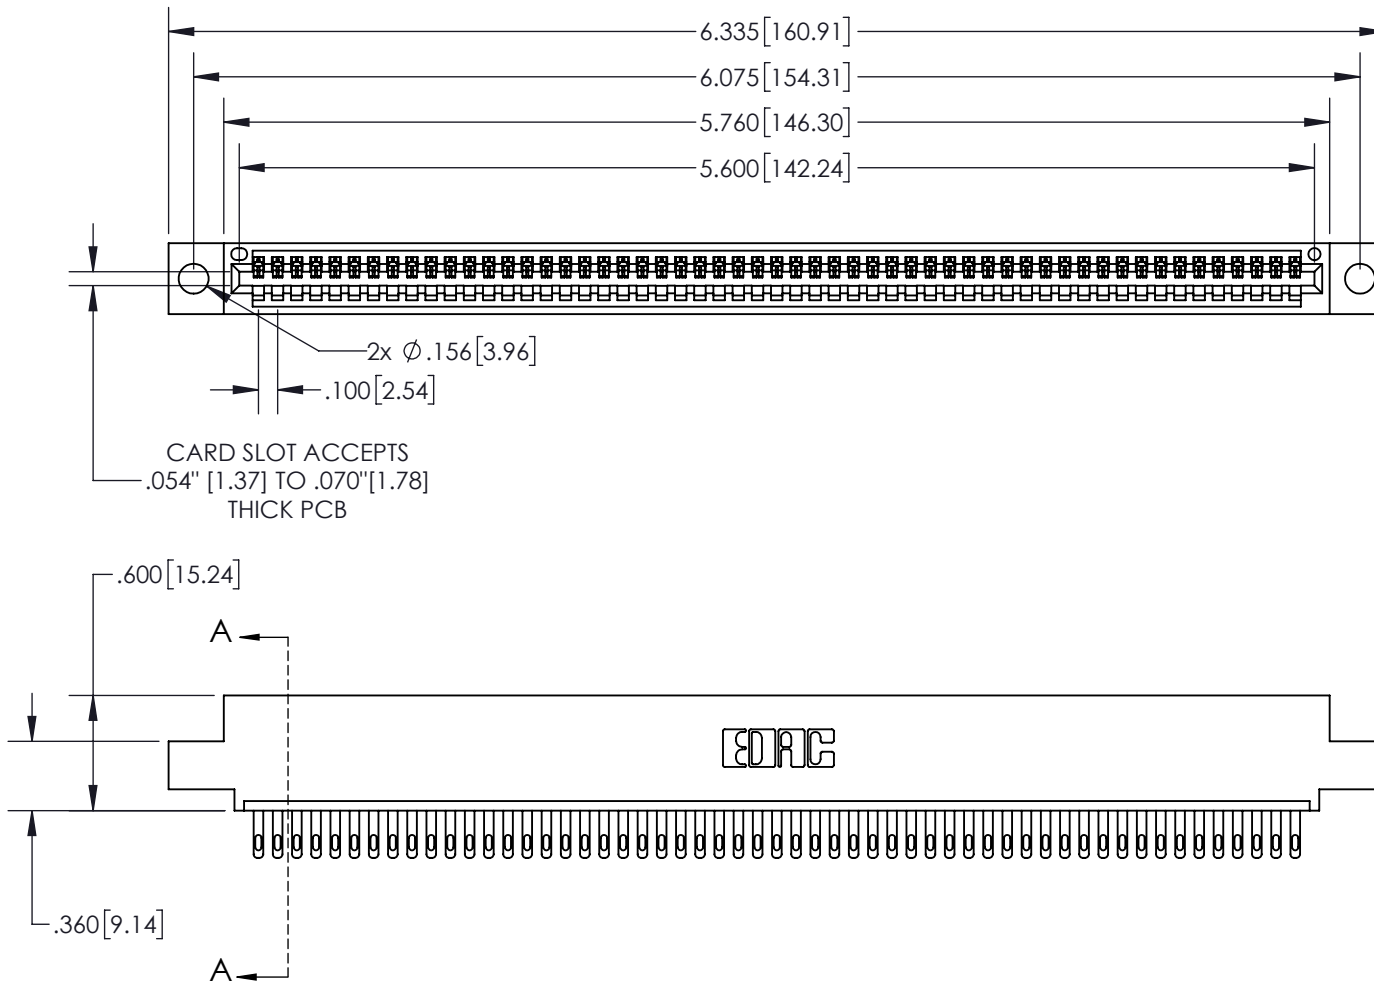 6.335[160.91]
6.075[154.31]
5.760[146.30]
5.600[142.24]
2x Ø.156[3.96]
.100[2.54]
CARD SLOT ACCEPTS
.054" [1.37] TO .070"[1.78]
THICK PCB
.600[15.24]
A
EDAC
.360[9.14]
A